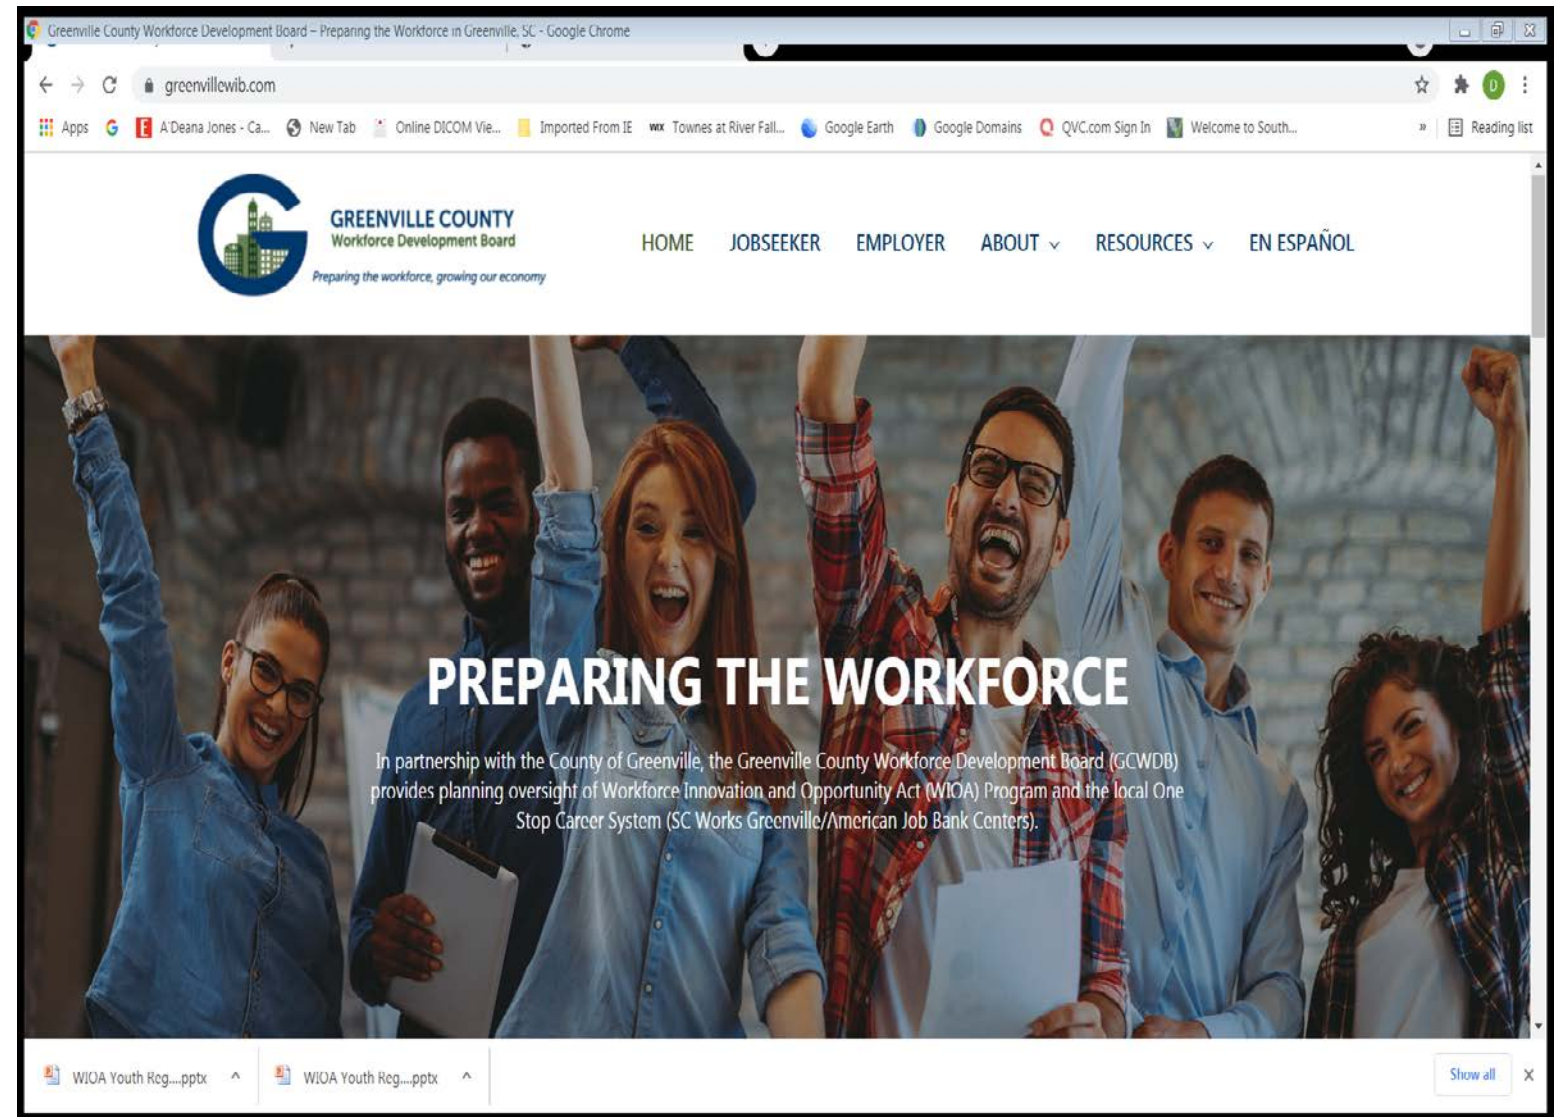 Greenville County Workforce Development Board – Preparing the Workforce in Greenville, SC - Google Chrome
greenvillewib.com
Apps A'Deana Jones - Ca... New Tab Online DICOM Vie... Imported From IE WIX Townes at River Fall... Google Earth Google Domains QVC.com Sign In Welcome to South... » Reading list
GREENVILLE COUNTY
Workforce Development Board
Preparing the workforce, growing our economy
HOME JOBSEEKER EMPLOYER ABOUT RESOURCES EN ESPAÑOL
PREPARING THE WORKFORCE
In partnership with the County of Greenville, the Greenville County Workforce Development Board (GCWDB)
provides planning oversight of Workforce Innovation and Opportunity Act (WIOA) Program and the local One
Stop Career System (SC Works Greenville/American Job Bank Centers).
WIOA Youth Reg....pptx WIOA Youth Reg....pptx Show all X